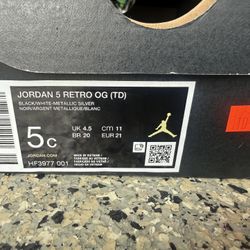 JORDAN 5 RETRO OG (TD)
BLACK/WHITE-METALLIC SILVER
NOIR/ARGENT METALLIQUE/BLANC
5c
UK 4.5 CM 11
BR 20 EUR 21
JORDAN.COM
HF3977 001